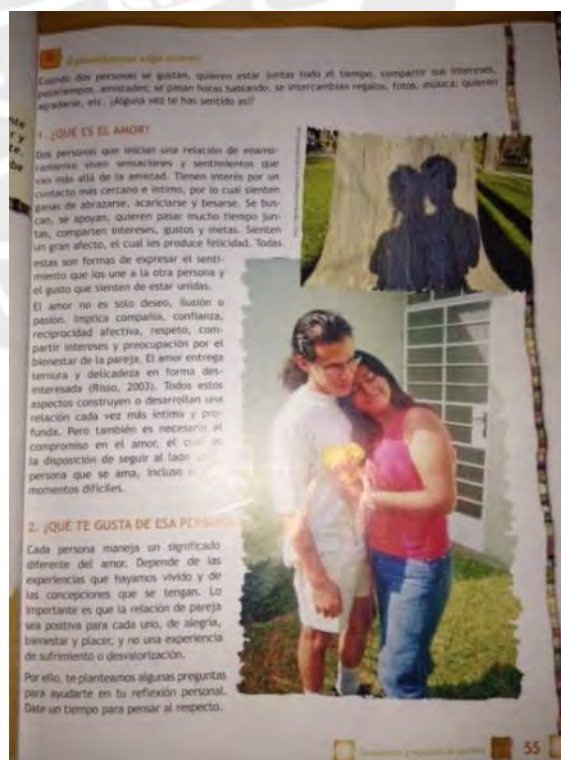 Aprendemos algo nuevo
Cuando dos personas se gustan, quieren estar juntas todo el tiempo, compartir sus intereses,
pasatiempos, amistades; se pasan horas hablando, se intercambian regalos, fotos, música; quieren
agradarse, etc. ¿Alguna vez te has sentido así?
nte
r y
te.
be
1. ¿QUÉ ES EL AMOR?
Dos personas que inician una relación de enamo-
ramiento viven sensaciones y sentimientos que
van más allá de la amistad. Tienen interés por un
contacto más cercano e íntimo, por lo cual sienten
ganas de abrazarse, acariciarse y besarse. Se bus-
can, se apoyan, quieren pasar mucho tiempo jun-
tas, comparten intereses, gustos y metas. Sienten
un gran afecto, el cual les produce felicidad. Todas
estas son formas de expresar el senti-
miento que los une a la otra persona y
el gusto que sienten de estar unidas.
El amor no es solo deseo, ilusión o
pasión. Implica compañía, confianza,
reciprocidad afectiva, respeto, com-
partir intereses y preocupación por el
bienestar de la pareja. El amor entrega
ternura y delicadeza en forma des-
interesada (Risso, 2003). Todos estos
aspectos construyen o desarrollan una
relación cada vez más íntima y pro-
funda. Pero también es necesario el
compromiso en el amor, el cual es
la disposición de seguir al lado
persona que se ama, incluso
momentos difíciles.
2. ¿QUÉ TE GUSTA DE ESA
Cada persona maneja un significado
diferente del amor. Depende de las
experiencias que hayamos vivido y de
las concepciones que se tengan. Lo
importante es que la relación de pareja
sea positiva para cada uno, de alegría,
bienestar y placer, y no una experiencia
de sufrimiento o desvalorización.
Por ello, te planteamos algunas preguntas
para ayudarte en tu reflexión personal.
Date un tiempo para pensar al respecto.
55